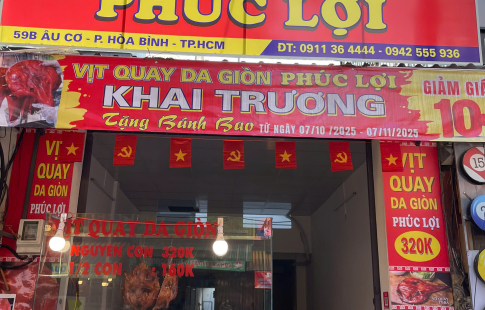 PHÚC LỢI
59B ÂU CƠ - P. HÒA BÌNH - TP.HCM
ĐT: 0911 36 4444 - 0942 555 936
VỊT QUAY DA GIÒN PHÚC LỢI
KHAI TRƯƠNG
Tặng Bánh Bao TỪ NGÀY 07/10/2025 - 07/11/2025
GIẢM GIÁ
10
VỊT
QUAY
DA GIÒN
PHÚC LỢI
VỊT
QUAY
DA GIÒN
PHÚC LỢI
320K
15
VỊT QUAY DA GIÒN
NGUYÊN CON 320K
1/2 CON 160K